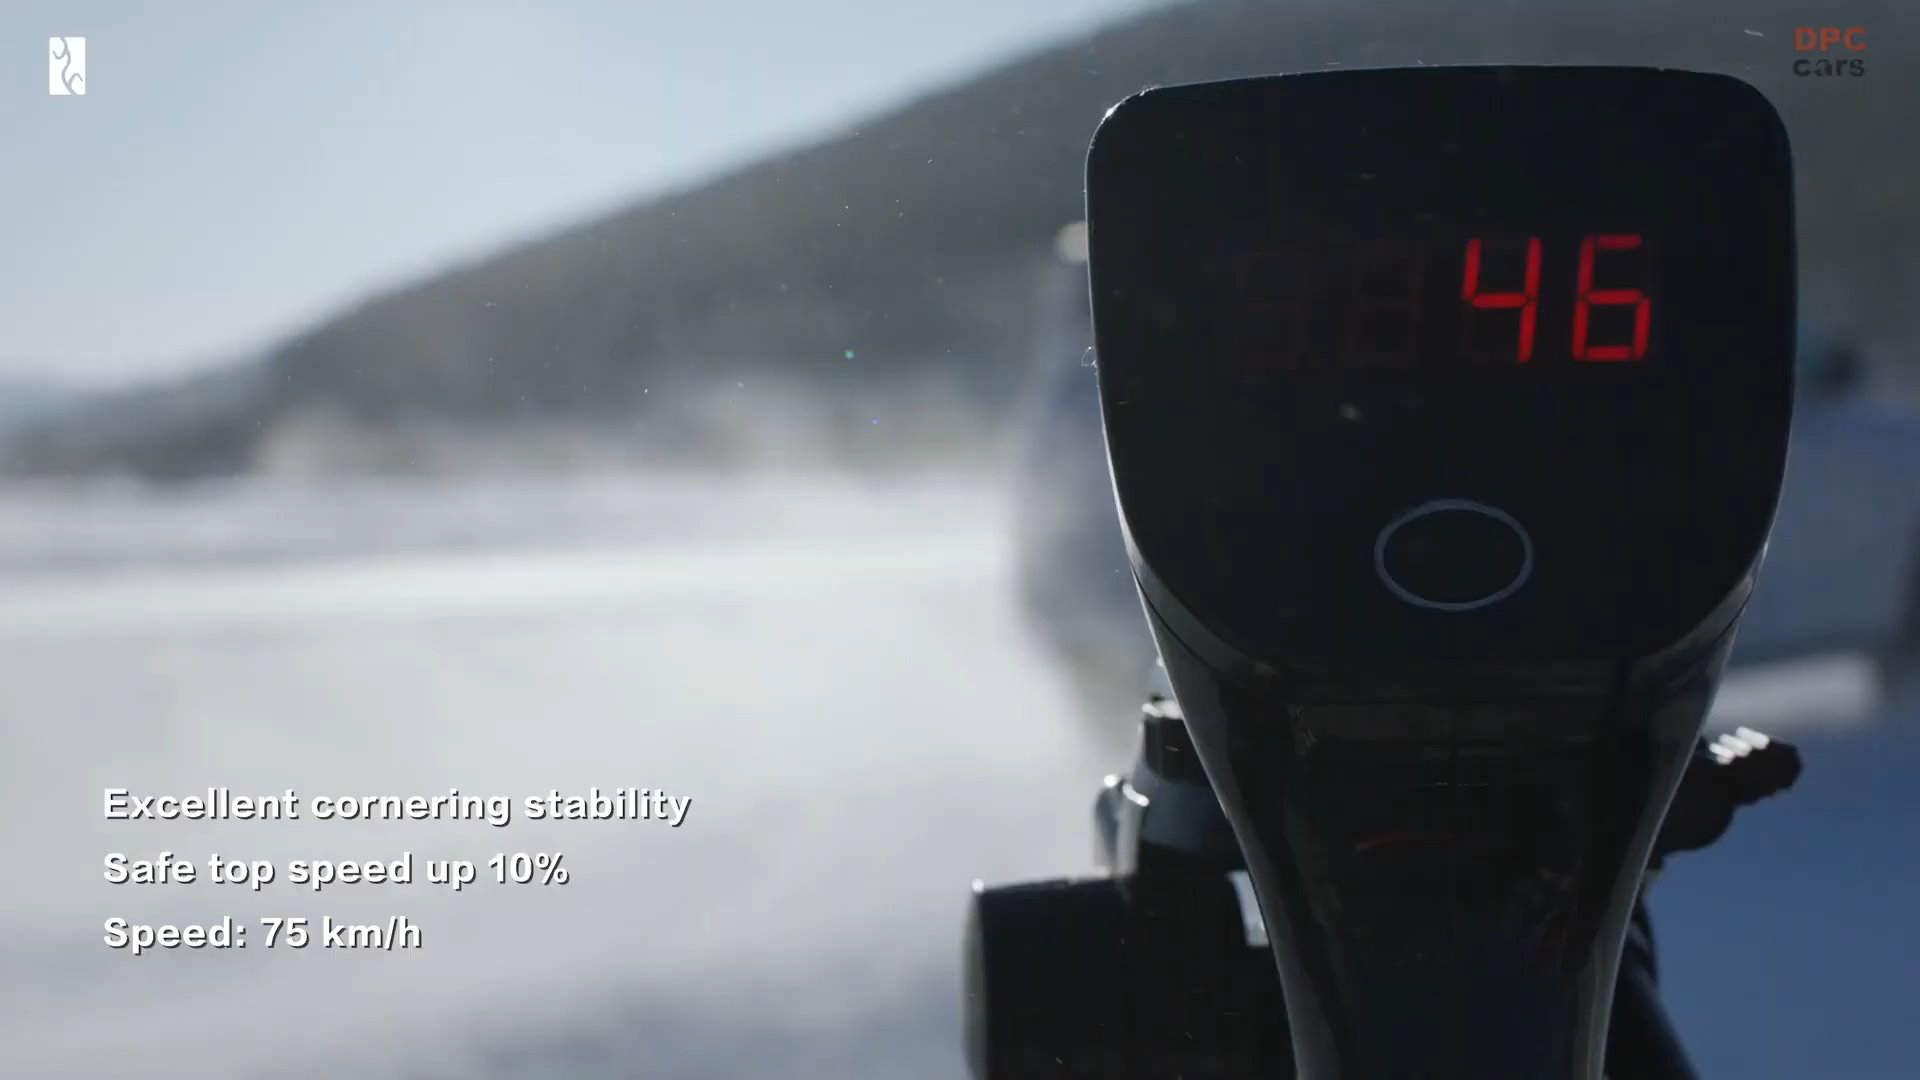 DPC
cars
46
Excellent cornering stability
Safe top speed up 10%
Speed: 75 km/h